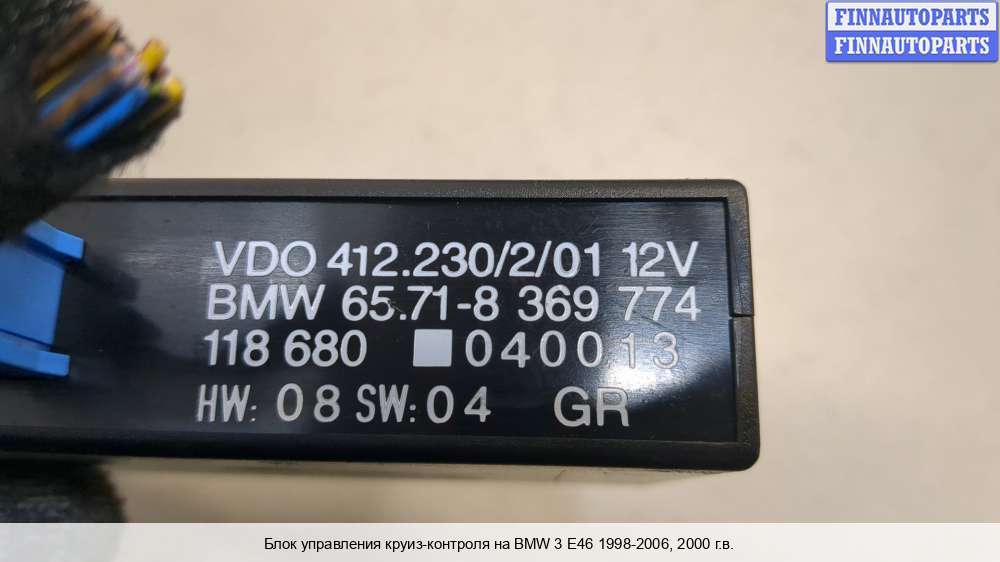 FINNAUTOPARTS
FINNAUTOPARTS
VDO 412.230/2/01 12V
BMW 65.71-8 369 774
118 680 040013
HW: 08 SW: 04 GR
Блок управления круиз-контроля на BMW 3 E46 1998-2006, 2000 г.в.